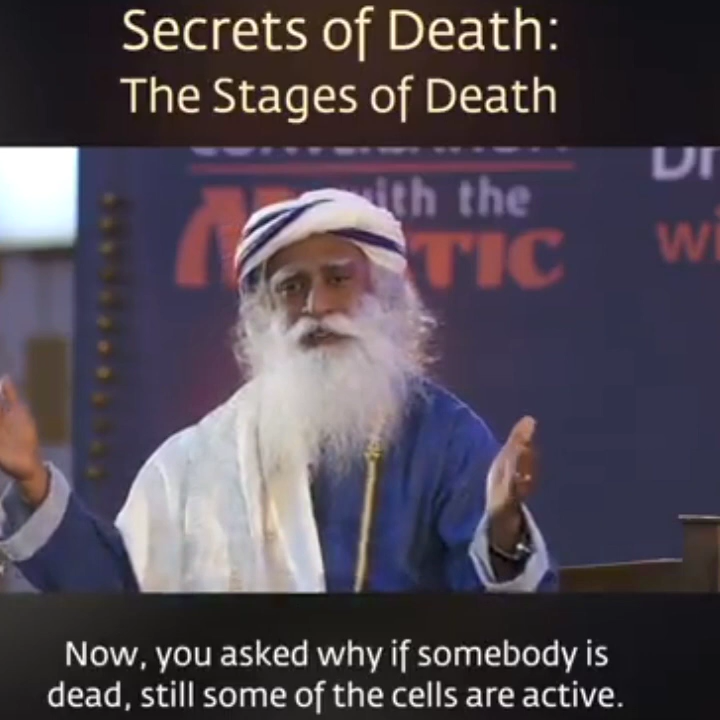 Secrets of Death:
The Stages of Death
with the
Now, you asked why if somebody is
dead, still some of the cells are active.